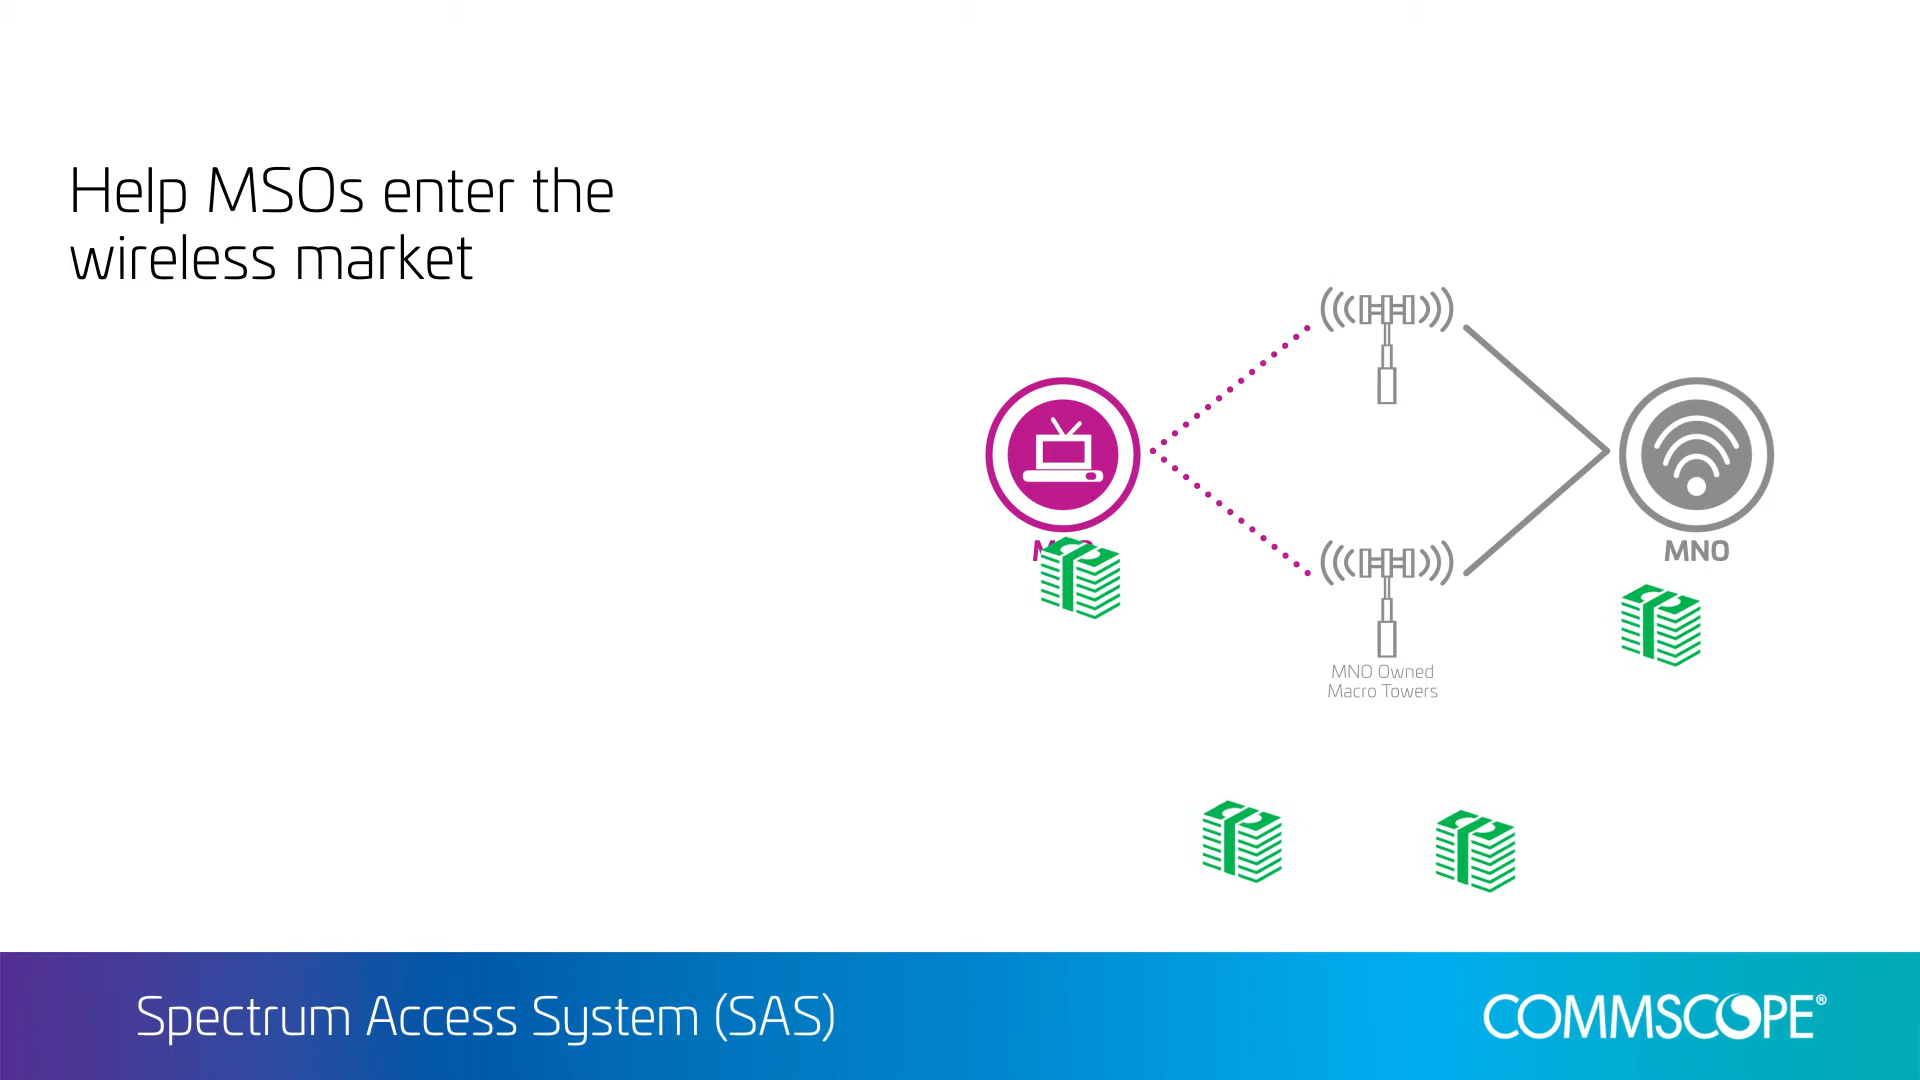 Help MSOs enter the
wireless market
MNO
MNO Owned
Macro Towers
Spectrum Access System (SAS)
COMMSCOPE®